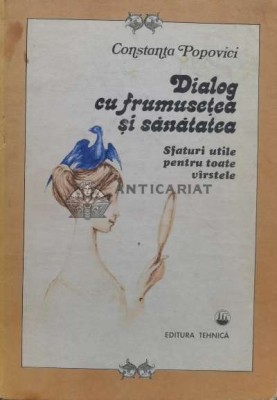 Constanța Popovici
Dialog
cu frumusețea
și sănătatea
Sfaturi utile
pentru toate
vîrstele
ANTICARIAT
EDITURA TEHNICĂ